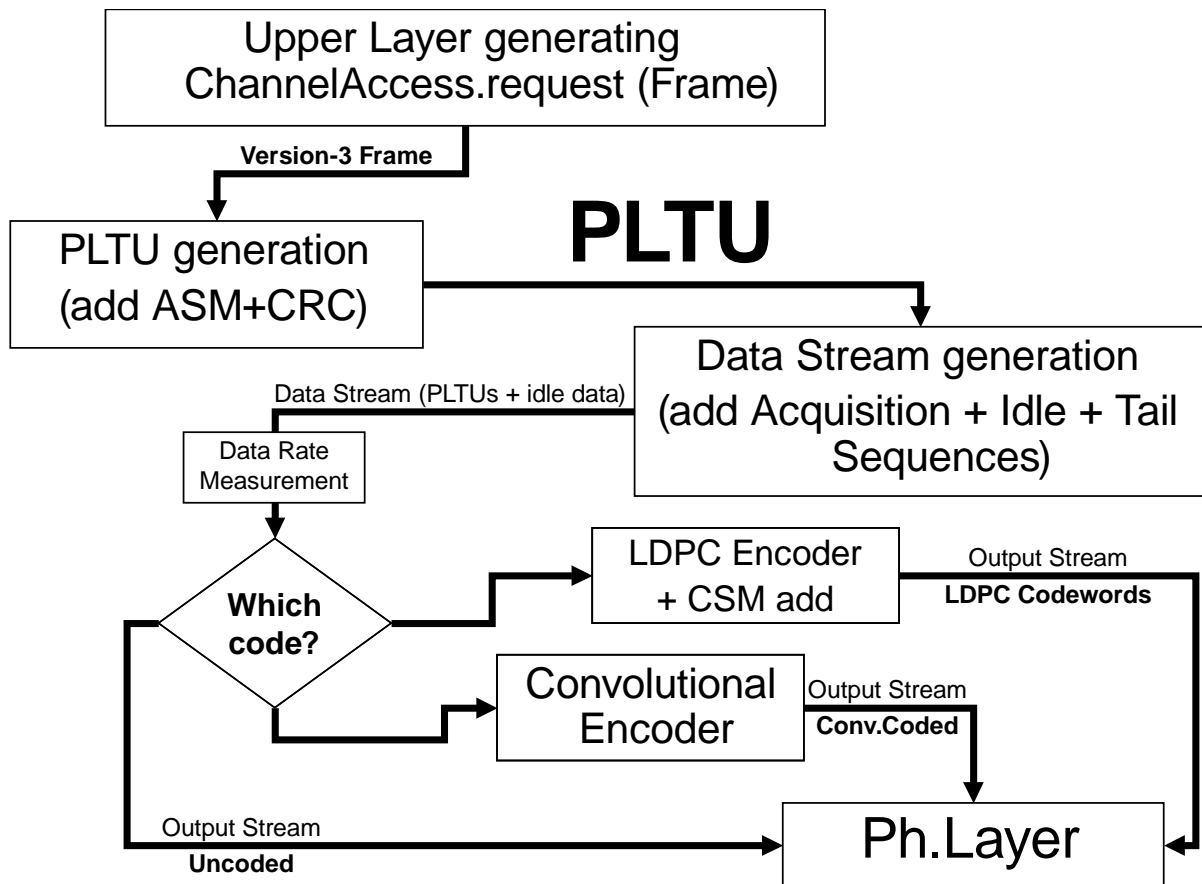 Upper Layer generating
ChannelAccess.request (Frame)
Version-3 Frame
PLTU
PLTU generation
(add ASM+CRC)
Data Stream generation
(add Acquisition + Idle + Tail
Sequences)
Data Stream (PLTUs + idle data)
Data Rate
Measurement
Which
code?
LDPC Encoder
+ CSM add
Output Stream
LDPC Codewords
Convolutional
Encoder
Output Stream
Conv.Coded
Output Stream
Uncoded
Ph.Layer